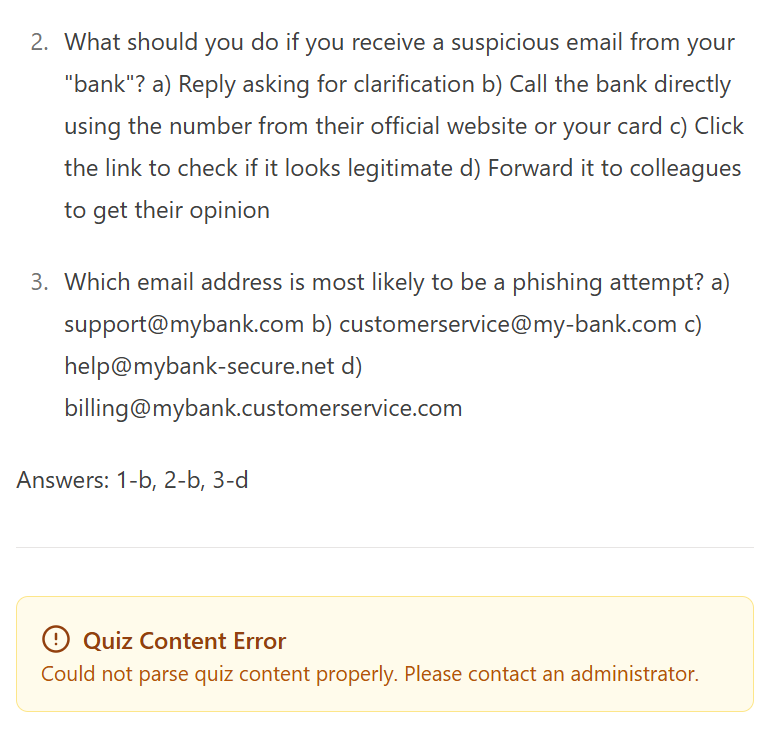 2. What should you do if you receive a suspicious email from your
"bank"? a) Reply asking for clarification b) Call the bank directly
using the number from their official website or your card c) Click
the link to check if it looks legitimate d) Forward it to colleagues
to get their opinion
3. Which email address is most likely to be a phishing attempt? a)
support@mybank.com b) customerservice@my-bank.com c)
help@mybank-secure.net d)
billing@mybank.customerservice.com
Answers: 1-b, 2-b, 3-d
Quiz Content Error
Could not parse quiz content properly. Please contact an administrator.